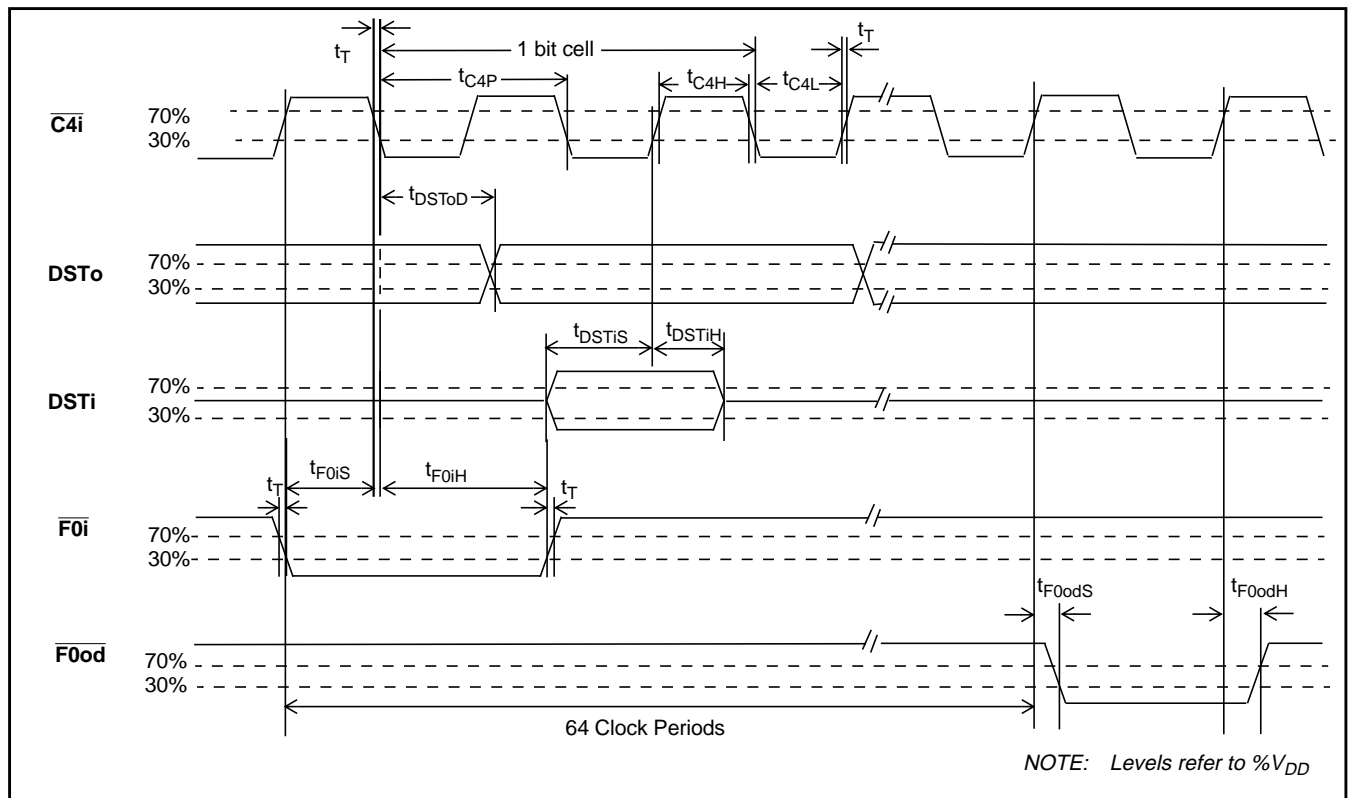 tT
1 bit cell
tT
tC4P
tC4H
tC4L
C4i
70%
30%
tDSToD
DSTo
70%
30%
tDSTiS
tDSTiH
DSTi
70%
30%
tF0iS
tF0iH
tT
tT
F0i
70%
30%
tF0odS
tF0odH
F0od
70%
30%
64 Clock Periods
NOTE: Levels refer to %VDD